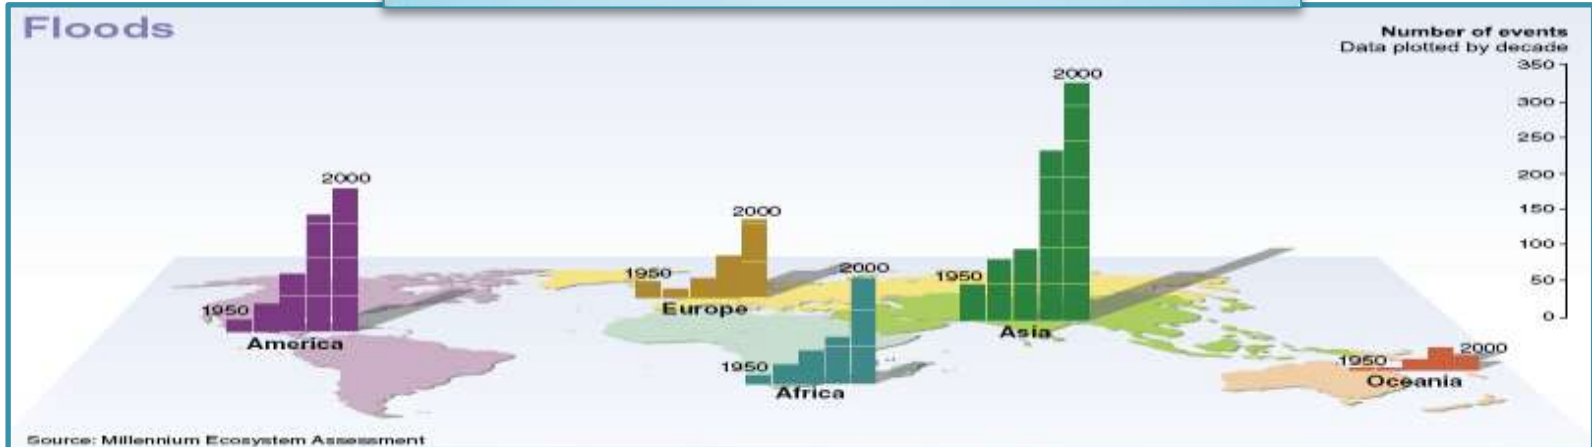 Floods
Number of events
Data plotted by decade
350
300
250
200
150
100
50
0
2000
2000
2000
1950
1950
2000
1950
America
Europe
Asia
1950
Africa
1950
2000
Oceania
Source: Millennium Ecosystem Assessment